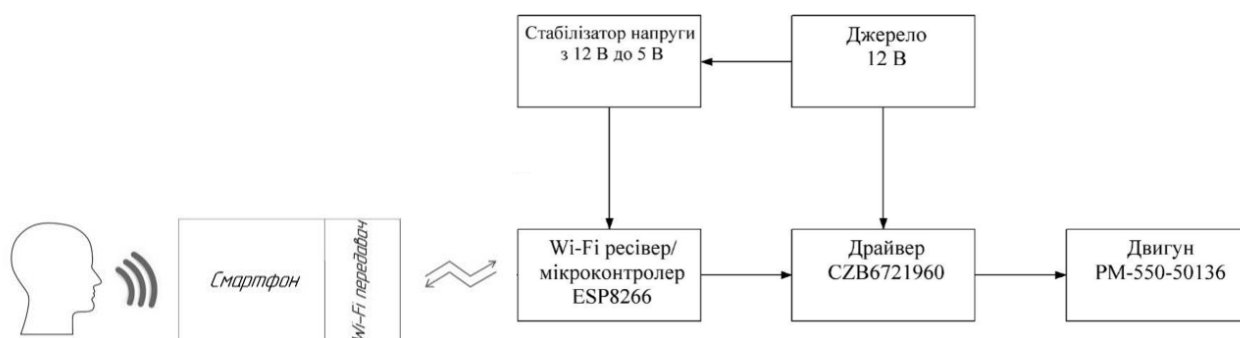 Стабілізатор напруги
з 12 В до 5 В
Джерело
12 В
Смартфон
Wi-Fi передавач
Wi-Fi ресівер/
мікроконтролер
ESP8266
Драйвер
CZB6721960
Двигун
PM-550-50136